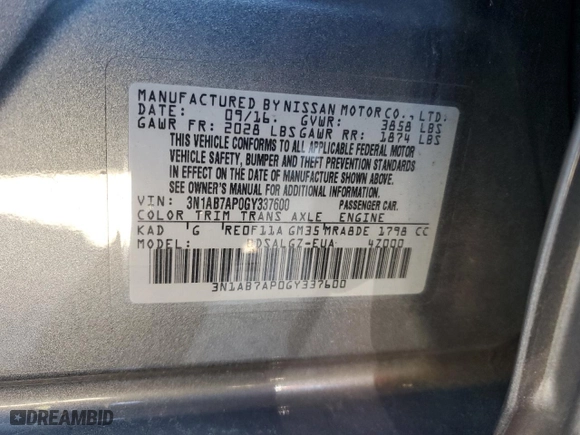 MANUFACTURED BY NISSAN MOTOR CO., LTD.
DATE: 09/16 GVWR: 3858 LBS
GAWR FR: 2028 LBS GAWR RR: 1874 LBS
THIS VEHICLE CONFORMS TO ALL APPLICABLE FEDERAL MOTOR
VEHICLE SAFETY, BUMPER AND THEFT PREVENTION STANDARDS
IN EFFECT ON THE DATE OF MANUFACTURE SHOWN ABOVE.
SEE OWNER'S MANUAL FOR ADDITIONAL INFORMATION.
VIN: 3N1AB7AP0GY337600 PASSENGER CAR.
COLOR TRIM TRANS AXLE ENGINE
KAD G RE0F11A GM35 MRA8DE 1798 CC
MODEL: BDSALGZ-EUA 47000
3N1AB7AP0GY337600
DREAMBID